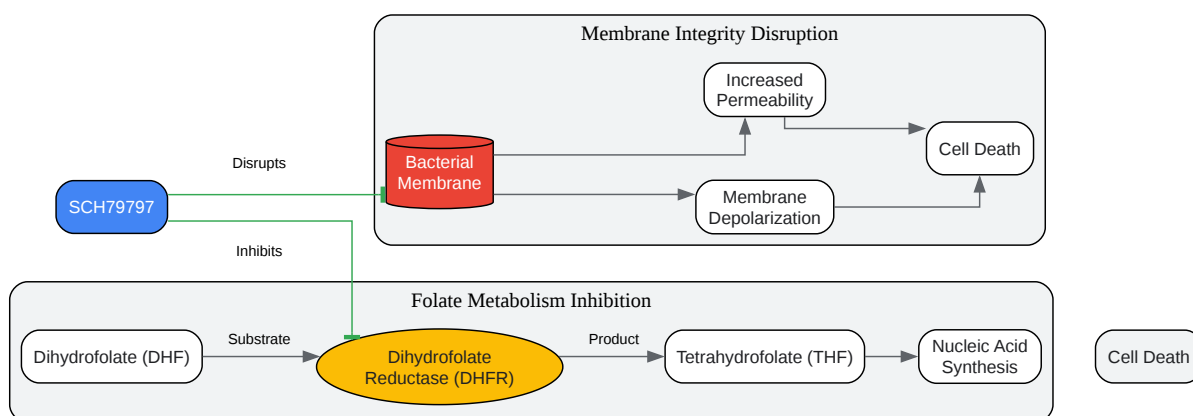 Membrane Integrity Disruption
Increased
Permeability
Cell Death
Bacterial
Membrane
Membrane
Depolarization
Disrupts
SCH79797
Inhibits
Folate Metabolism Inhibition
Dihydrofolate (DHF)
Substrate
Dihydrofolate
Reductase (DHFR)
Product
Tetrahydrofolate (THF)
Nucleic Acid
Synthesis
Cell Death